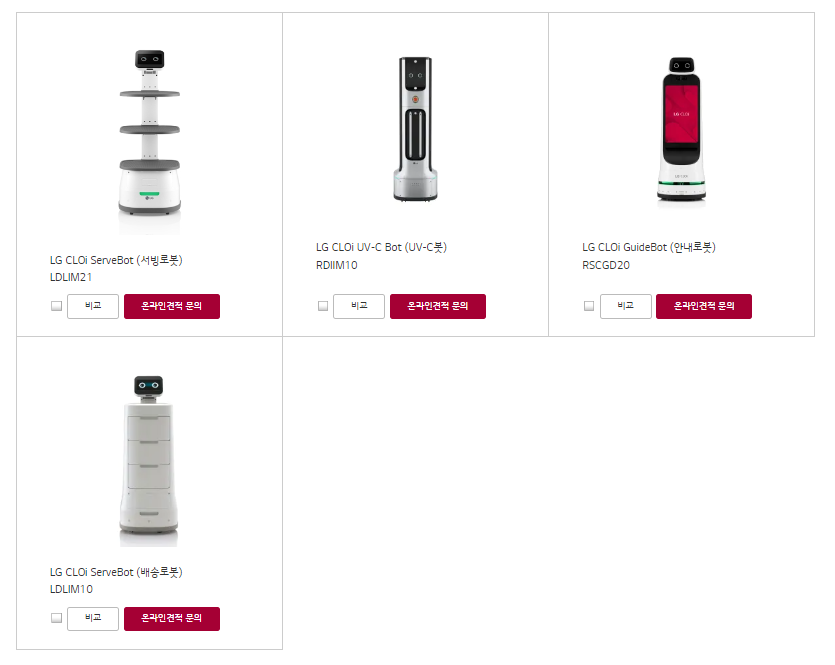 LG CLOi
LG CLOi ServeBot (서빙로봇)
LDLIM21
비교
온라인견적 문의
LG CLOi UV-C Bot (UV-C봇)
RDIIM10
비교
온라인견적 문의
LG CLOi GuideBot (안내로봇)
RSCGD20
비교
온라인견적 문의
LG CLOi ServeBot (배송로봇)
LDLIM10
비교
온라인견적 문의